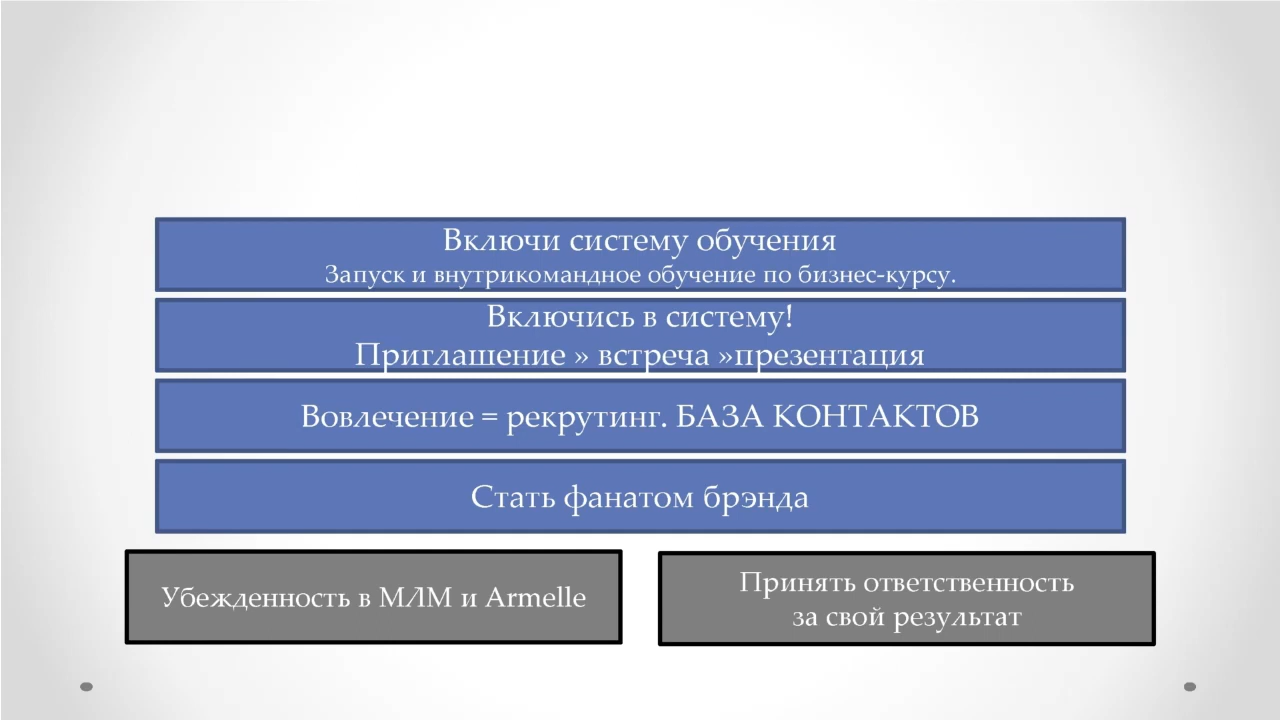 Включи систему обучения
Запуск и внутрикомандное обучение по бизнес-курсу.
Включись в систему!
Приглашение » встреча »презентация
Вовлечение = рекрутинг. БАЗА КОНТАКТОВ
Стать фанатом брэнда
Убежденность в МЛМ и Armelle
Принять ответственность
за свой результат